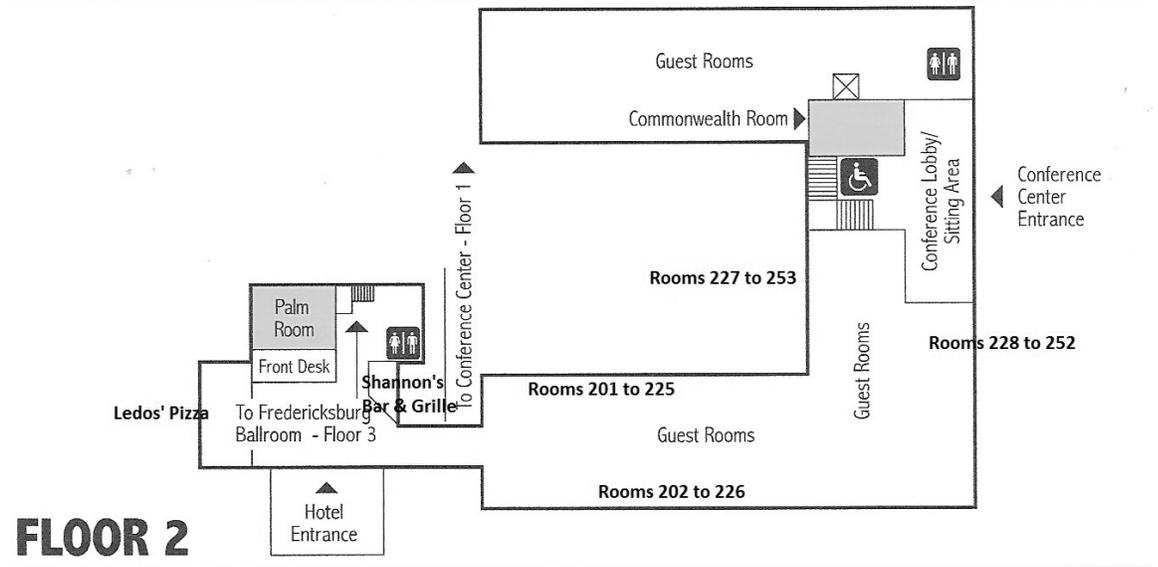 Guest Rooms
Commonwealth Room
Conference Lobby/
Sitting Area
Conference
Center
Entrance
To Conference Center - Floor 1
Rooms 227 to 253
Palm
Room
Front Desk
Rooms 228 to 252
Guest Rooms
Shannon's
Bar & Grille
Rooms 201 to 225
Ledos' Pizza
To Fredericksburg
Ballroom - Floor 3
Guest Rooms
Rooms 202 to 226
Hotel
Entrance
FLOOR 2